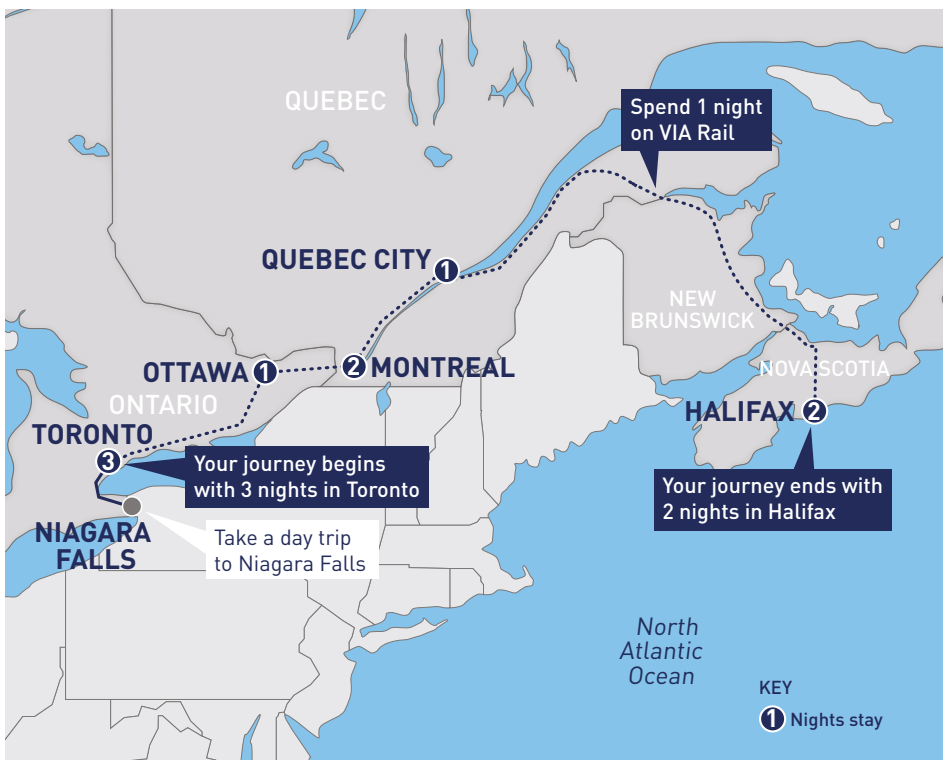 QUEBEC
Spend 1 night
on VIA Rail
QUEBEC CITY
1
NEW
BRUNSWICK
OTTAWA
1
2
MONTREAL
NOVA SCOTIA
ONTARIO
HALIFAX
2
TORONTO
3
Your journey begins
with 3 nights in Toronto
Your journey ends with
2 nights in Halifax
NIAGARA
FALLS
Take a day trip
to Niagara Falls
North
Atlantic
Ocean
KEY
1 Nights stay